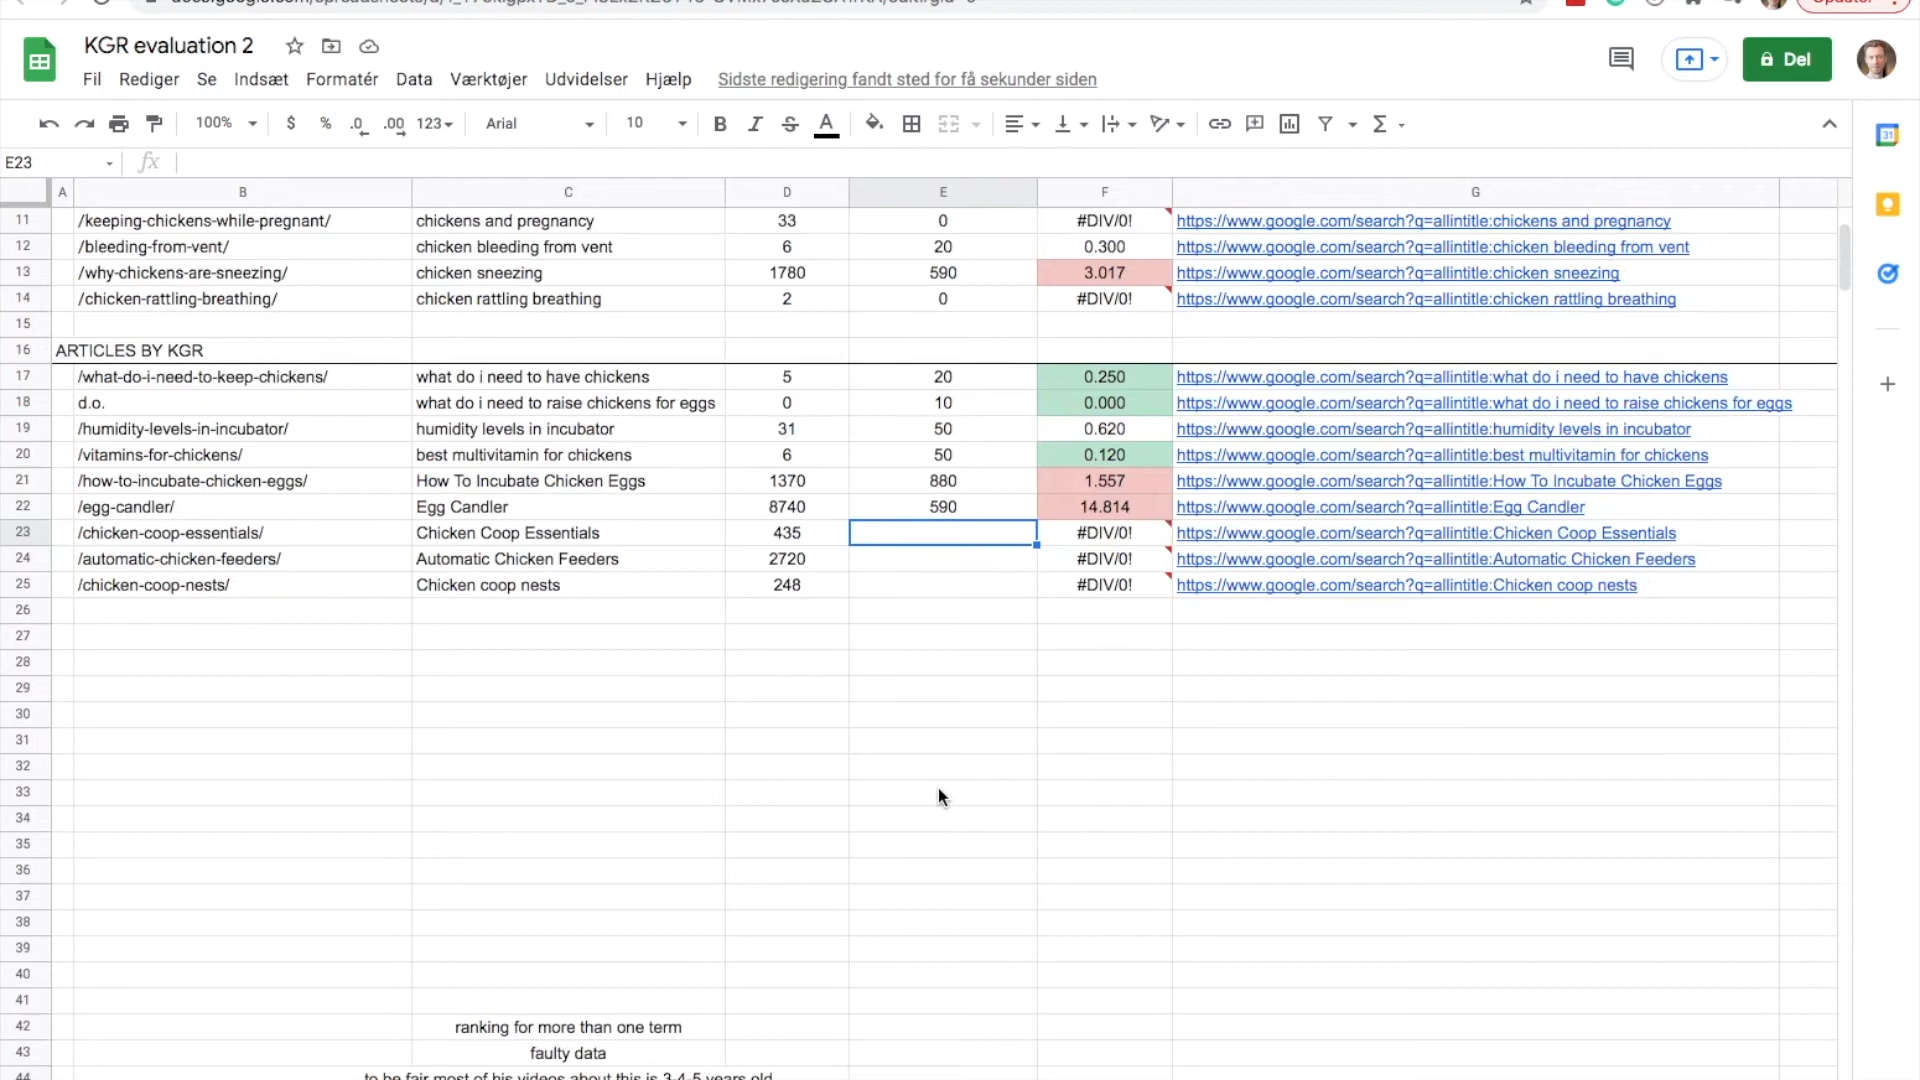 KGR evaluation 2
Fil Rediger Se Indsæt Formatér Data Værktøjer Udvidelser Hjælp Sidste redigering fandt sted for få sekunder siden
Del
100% $ % .0 .00 123 Arial 10 B I S A
31
E23 fx
A B C D E F G
11 /keeping-chickens-while-pregnant/ chickens and pregnancy 33 0 #DIV/0! https://www.google.com/search?q=allintitle:chickens and pregnancy
12 /bleeding-from-vent/ chicken bleeding from vent 6 20 0.300 https://www.google.com/search?q=allintitle:chicken bleeding from vent
13 /why-chickens-are-sneezing/ chicken sneezing 1780 590 3.017 https://www.google.com/search?q=allintitle:chicken sneezing
14 /chicken-rattling-breathing/ chicken rattling breathing 2 0 #DIV/0! https://www.google.com/search?q=allintitle:chicken rattling breathing
15
16 ARTICLES BY KGR
17 /what-do-i-need-to-keep-chickens/ what do i need to have chickens 5 20 0.250 https://www.google.com/search?q=allintitle:what do i need to have chickens
18 d.o. what do i need to raise chickens for eggs 0 10 0.000 https://www.google.com/search?q=allintitle:what do i need to raise chickens for eggs
19 /humidity-levels-in-incubator/ humidity levels in incubator 31 50 0.620 https://www.google.com/search?q=allintitle:humidity levels in incubator
20 /vitamins-for-chickens/ best multivitamin for chickens 6 50 0.120 https://www.google.com/search?q=allintitle:best multivitamin for chickens
21 /how-to-incubate-chicken-eggs/ How To Incubate Chicken Eggs 1370 880 1.557 https://www.google.com/search?q=allintitle:How To Incubate Chicken Eggs
22 /egg-candler/ Egg Candler 8740 590 14.814 https://www.google.com/search?q=allintitle:Egg Candler
23 /chicken-coop-essentials/ Chicken Coop Essentials 435 #DIV/0! https://www.google.com/search?q=allintitle:Chicken Coop Essentials
24 /automatic-chicken-feeders/ Automatic Chicken Feeders 2720 #DIV/0! https://www.google.com/search?q=allintitle:Automatic Chicken Feeders
25 /chicken-coop-nests/ Chicken coop nests 248 #DIV/0! https://www.google.com/search?q=allintitle:Chicken coop nests
26
27
28
29
30
31
32
33
34
35
36
37
38
39
40
41
42 ranking for more than one term
43 faulty data
44 to be fair most of his videos about this is 3-4-5 years old